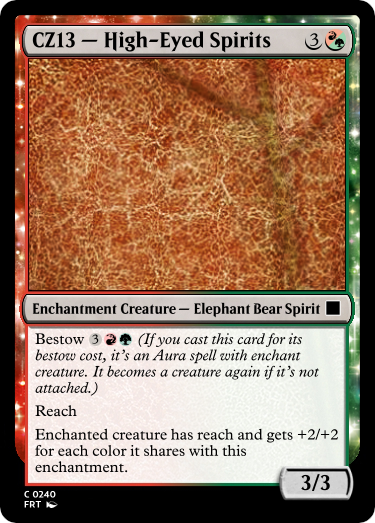 CZ13 — High-Eyed Spirits 3
Enchantment Creature — Elephant Bear Spirit
Bestow 3 (If you cast this card for its
bestow cost, it's an Aura spell with enchant
creature. It becomes a creature again if it's not
attached.)
Reach
Enchanted creature has reach and gets +2/+2
for each color it shares with this
enchantment.
3/3
C 0240
FRT